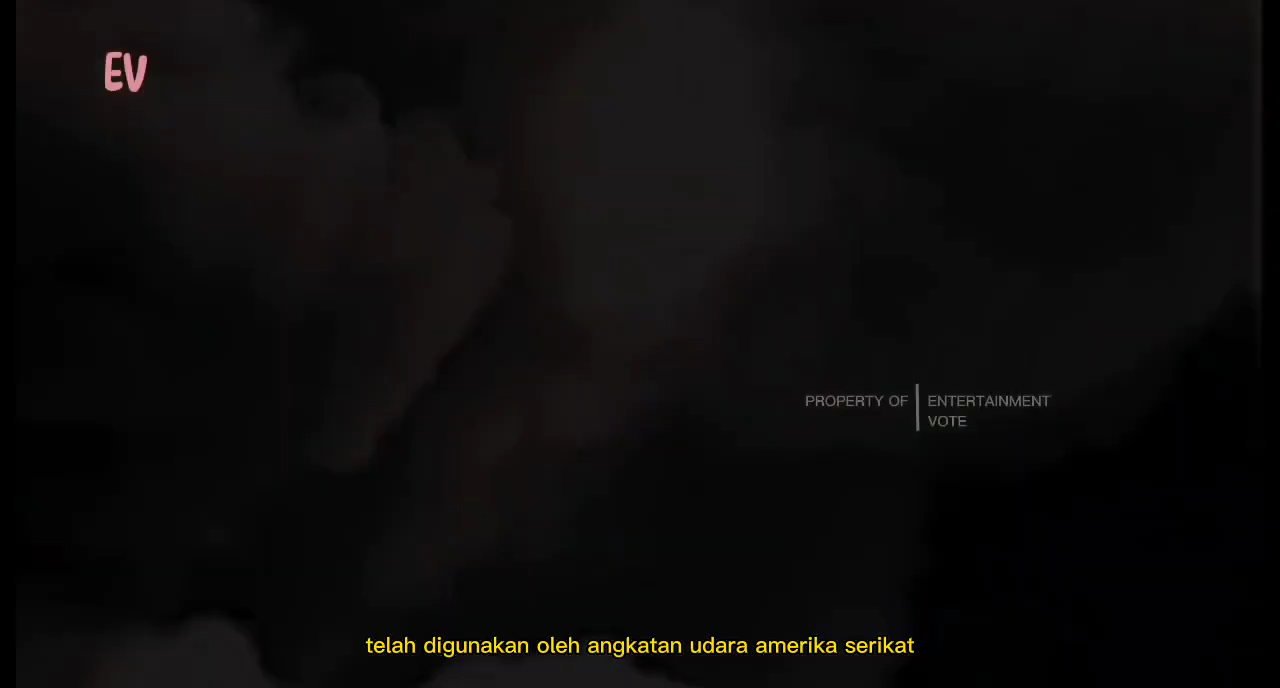 EV
PROPERTY OF
ENTERTAINMENT
VOTE
telah digunakan oleh angkatan udara amerika serikat